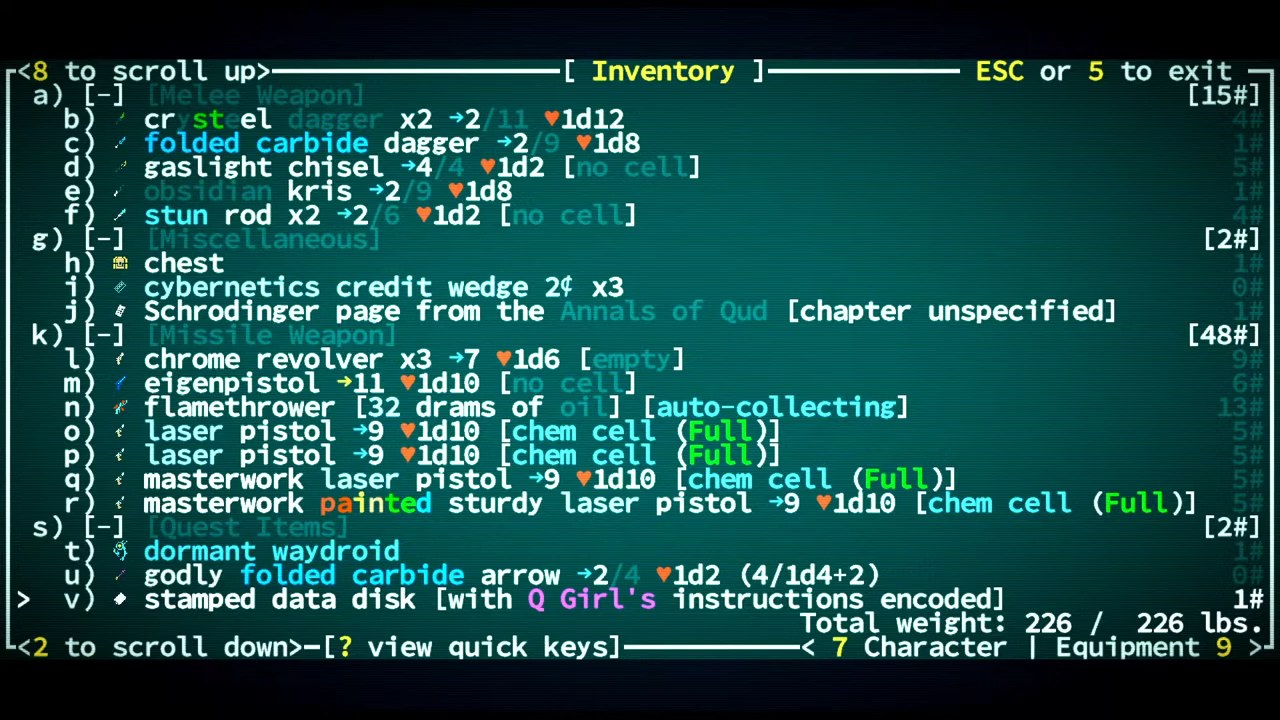 <8 to scroll up> [ Inventory ] ESC or 5 to exit
a) [-] [Melee Weapon] [15#]
b) crysteel dagger x2 →2/11 ♥1d12 4#
c) folded carbide dagger →2/9 ♥1d8 1#
d) gaslight chisel →4/4 ♥1d2 [no cell] 5#
e) obsidian kris →2/9 ♥1d8 1#
f) stun rod x2 →2/6 ♥1d2 [no cell] 4#
g) [-] [Miscellaneous] [2#]
h) chest 1#
i) cybernetics credit wedge 2¢ x3 0#
j) Schrodinger page from the Annals of Qud [chapter unspecified] 1#
k) [-] [Missile Weapon] [48#]
l) chrome revolver x3 →7 ♥1d6 [empty] 9#
m) eigenpistol →11 ♥1d10 [no cell] 6#
n) flamethrower [32 drams of oil] [auto-collecting] 13#
o) laser pistol →9 ♥1d10 [chem cell (Full)] 5#
p) laser pistol →9 ♥1d10 [chem cell (Full)] 5#
q) masterwork laser pistol →9 ♥1d10 [chem cell (Full)] 5#
r) masterwork painted sturdy laser pistol →9 ♥1d10 [chem cell (Full)] 5#
s) [-] [Quest Items] [2#]
t) dormant waydroid 1#
u) godly folded carbide arrow →2/4 ♥1d2 (4/1d4+2) 0#
> v) stamped data disk [with Q Girl's instructions encoded] 1#
Total weight: 226 / 226 lbs.
<2 to scroll down> [? view quick keys] < 7 Character | Equipment 9 >